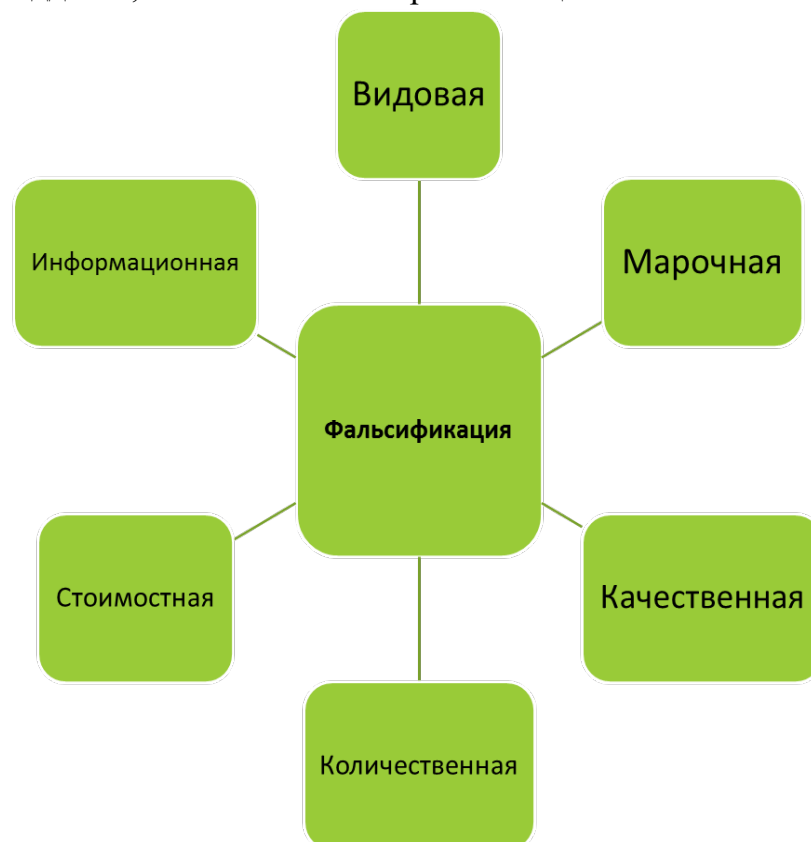 Видовая
Информационная
Марочная
Фальсификация
Стоимостная
Качественная
Количественная